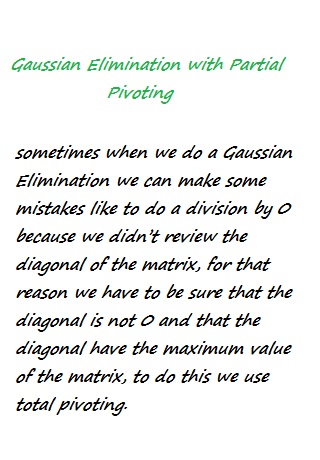 Gaussian Elimination with Partial
Pivoting
sometimes when we do a Gaussian
Elimination we can make some
mistakes like to do a division by 0
because we didn't review the
diagonal of the matrix, for that
reason we have to be sure that the
diagonal is not 0 and that the
diagonal have the maximum value
of the matrix, to do this we use
total pivoting.